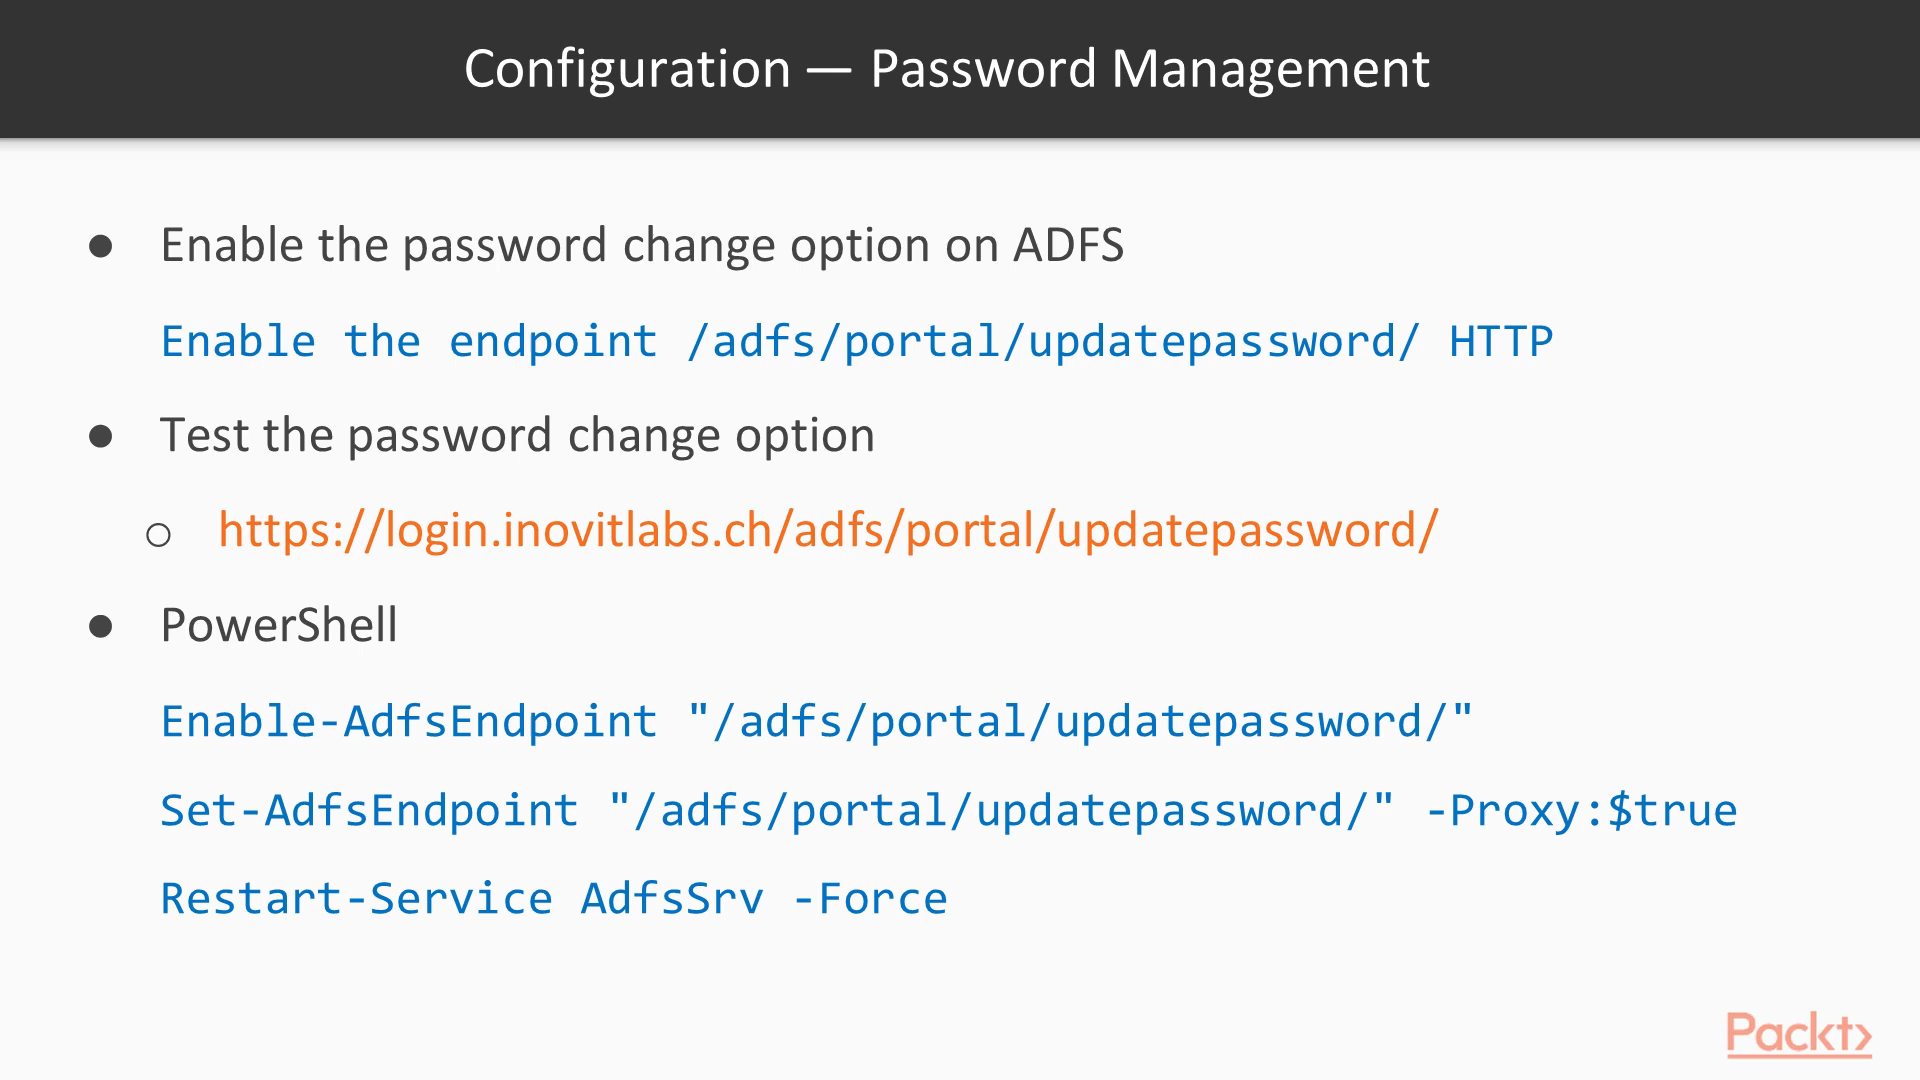 Configuration — Password Management
● Enable the password change option on ADFS
Enable the endpoint /adfs/portal/updatepassword/ HTTP
● Test the password change option
○ https://login.inovitlabs.ch/adfs/portal/updatepassword/
● PowerShell
Enable-AdfsEndpoint "/adfs/portal/updatepassword/"
Set-AdfsEndpoint "/adfs/portal/updatepassword/" -Proxy:$true
Restart-Service AdfsSrv -Force
Packt>